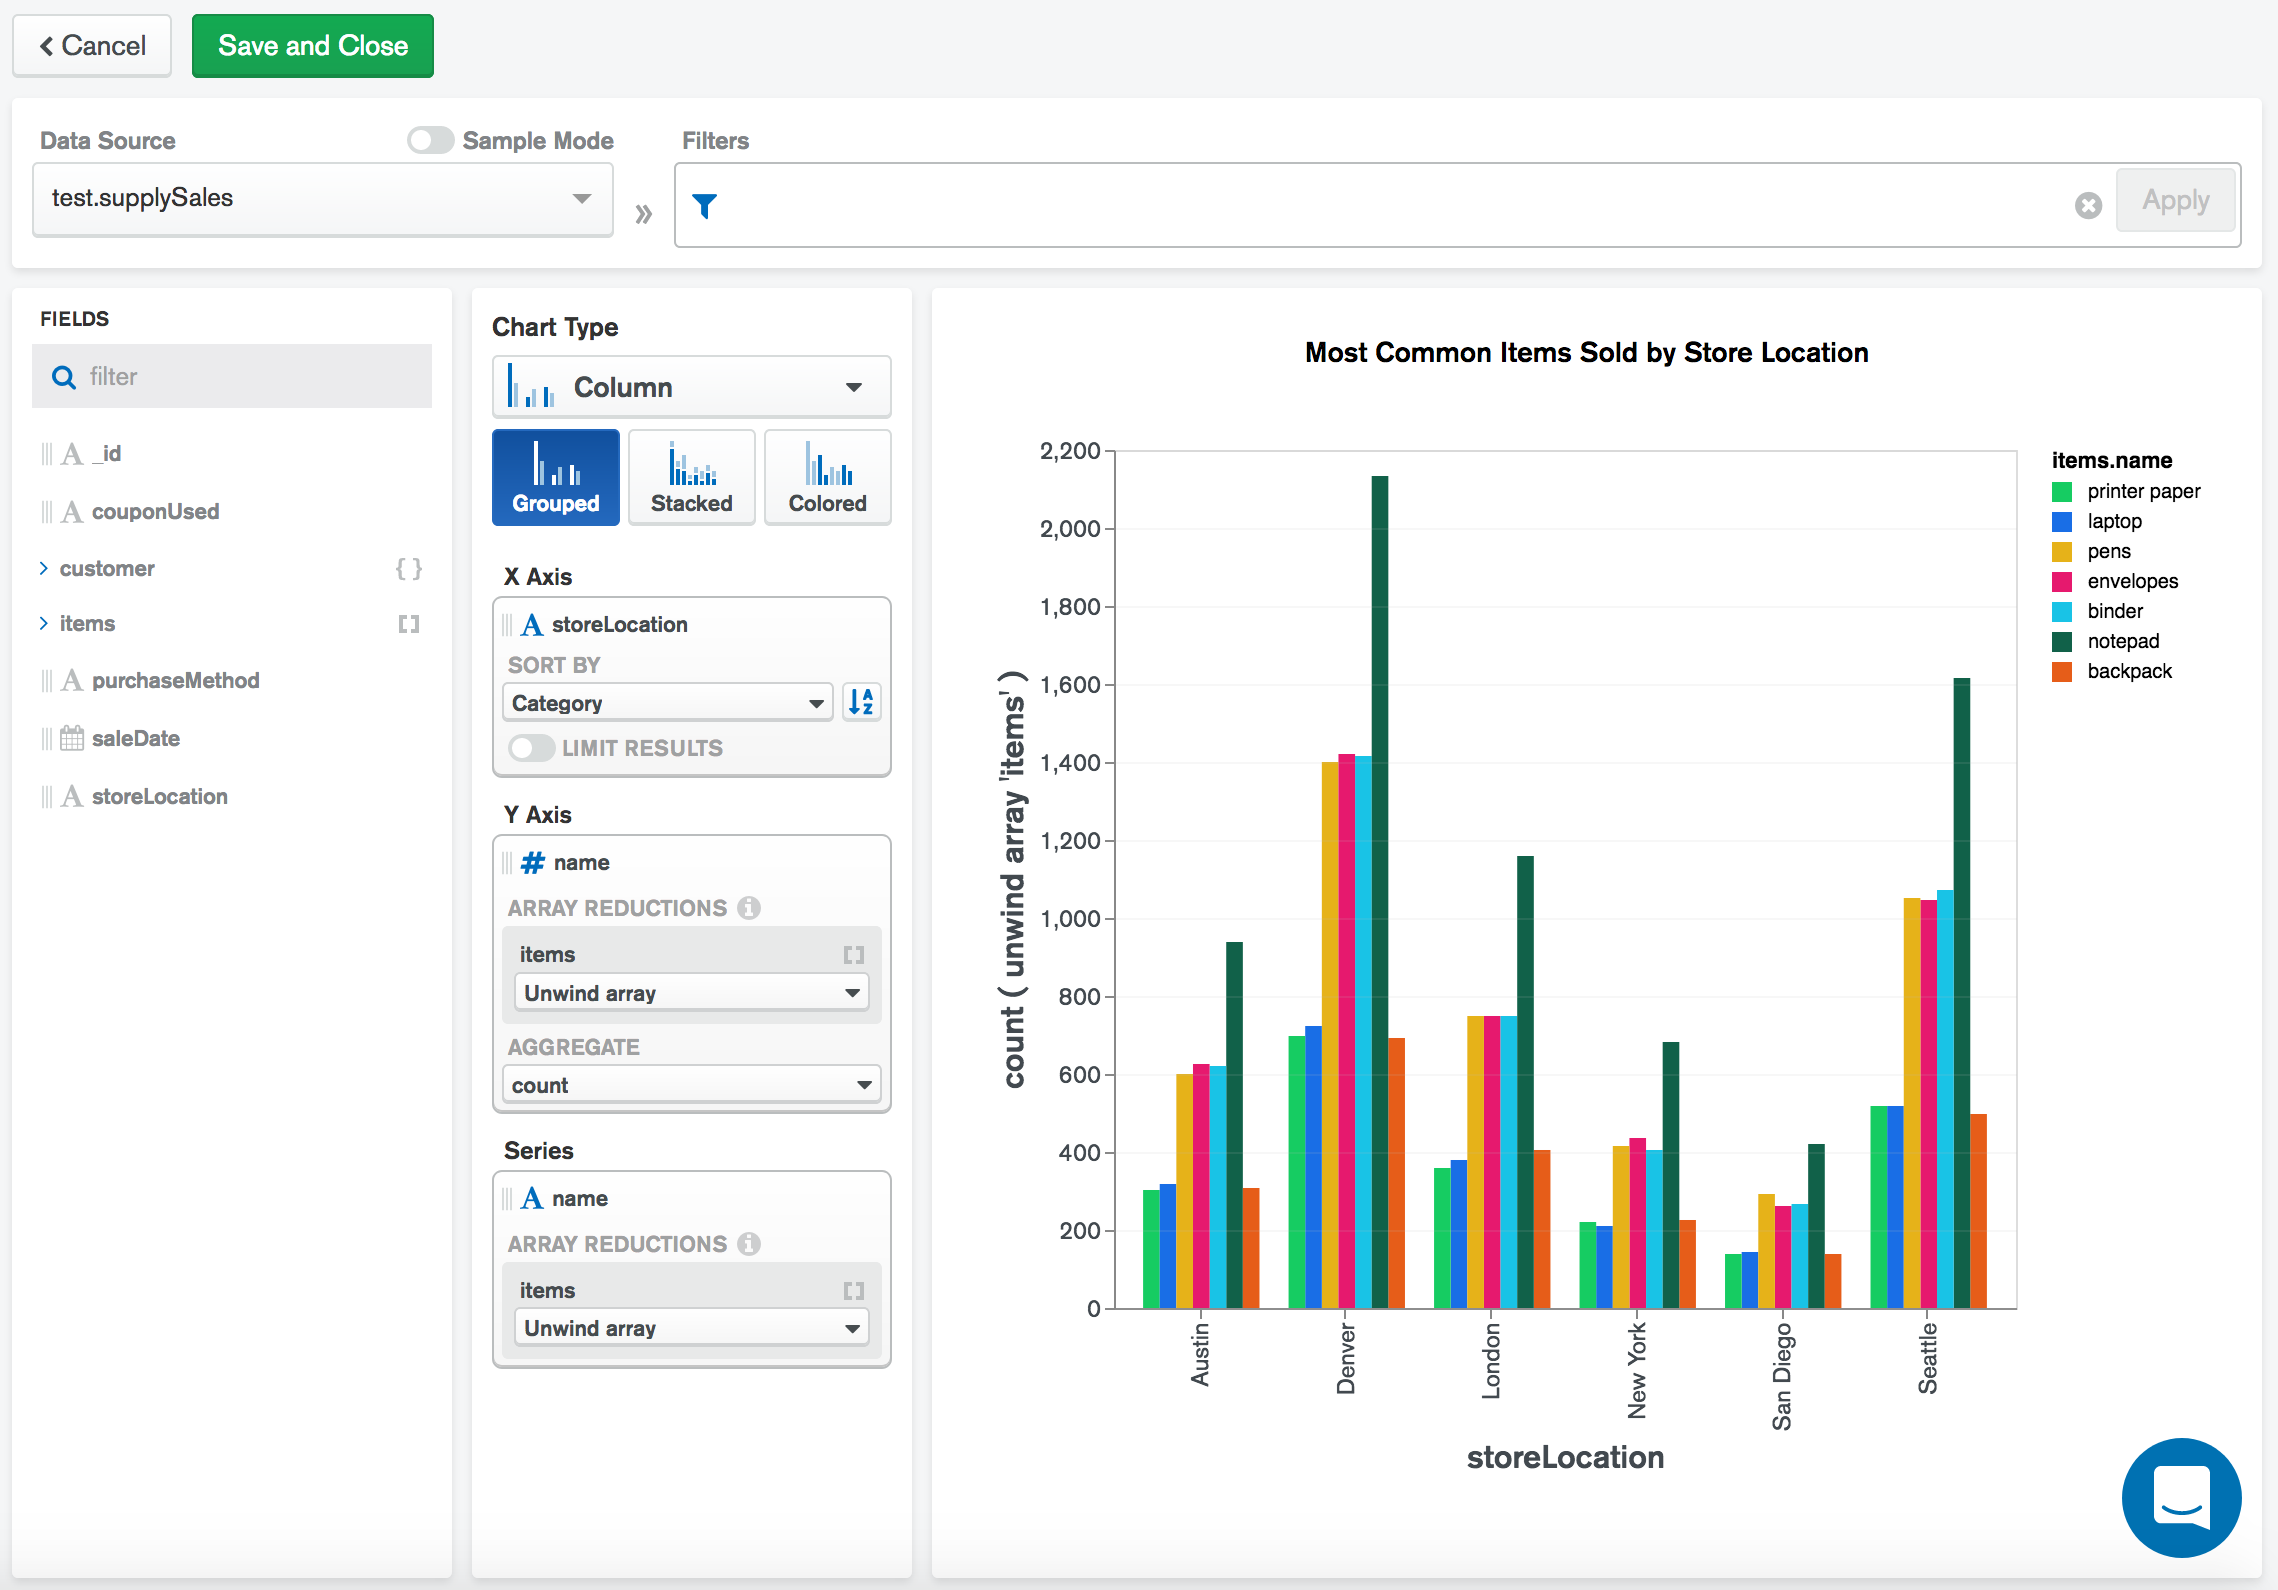 Cancel
Save and Close
Data Source
Sample Mode
Filters
test.supplySales
»
Apply
FIELDS
filter
A _id
A couponUsed
customer { }
items [ ]
A purchaseMethod
saleDate
A storeLocation
Chart Type
Column
Grouped
Stacked
Colored
X Axis
A storeLocation
SORT BY
Category
A
Z
LIMIT RESULTS
Y Axis
# name
ARRAY REDUCTIONS i
items [ ]
Unwind array
AGGREGATE
count
Series
A name
ARRAY REDUCTIONS i
items [ ]
Unwind array
Most Common Items Sold by Store Location
count ( unwind array 'items' )
2,200
2,000
1,800
1,600
1,400
1,200
1,000
800
600
400
200
0
Austin
Denver
London
New York
San Diego
Seattle
storeLocation
items.name
printer paper
laptop
pens
envelopes
binder
notepad
backpack